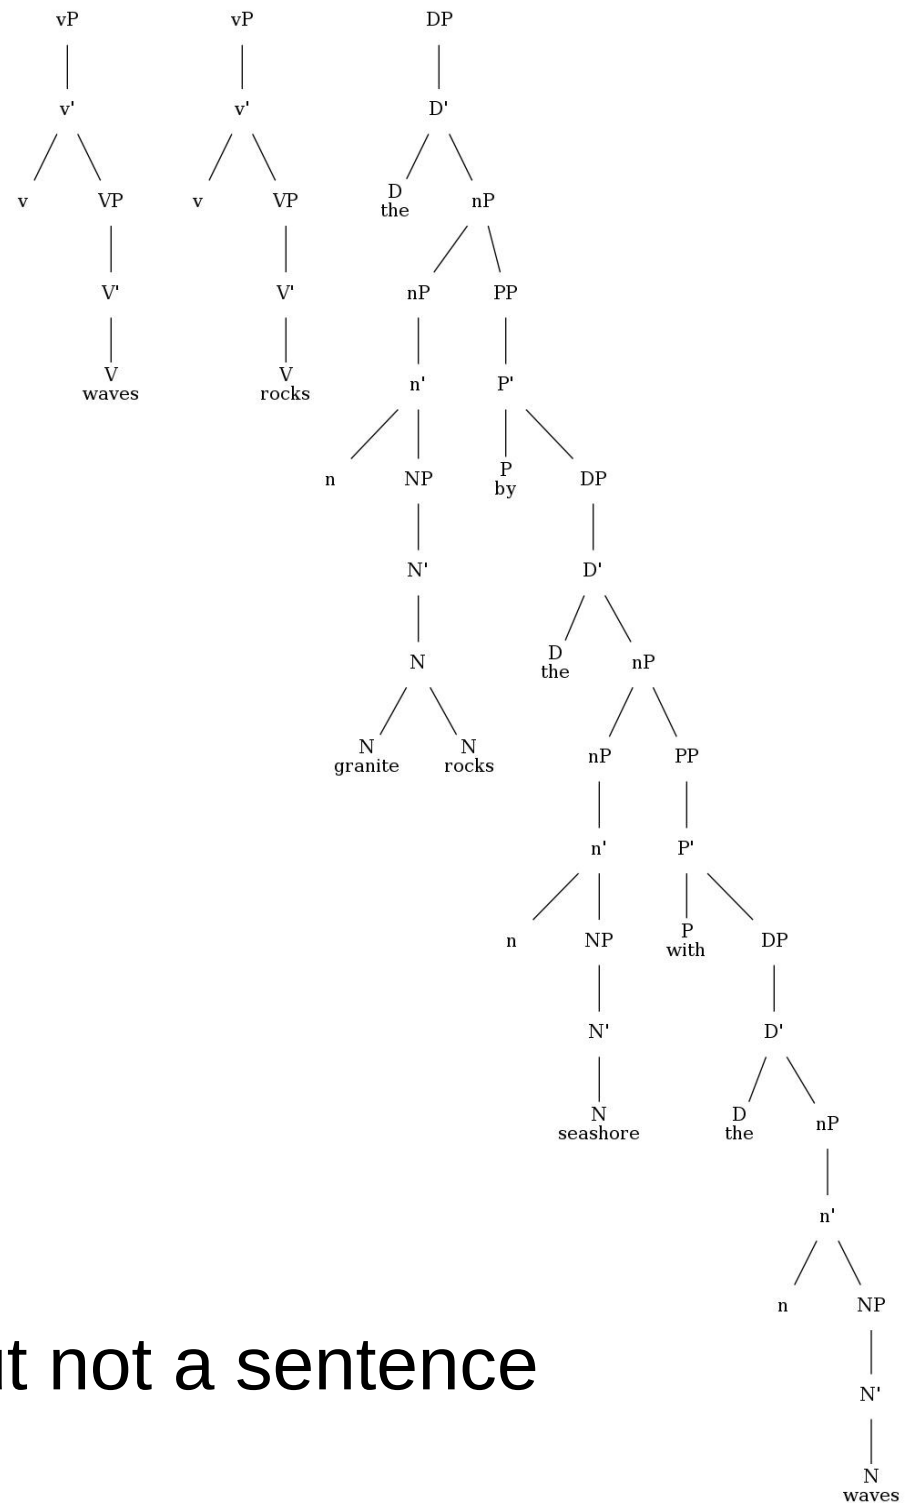 vP vP DP
v' v' D'
v VP v VP D nP
the
V' V' nP PP
V V n' P'
waves rocks
n NP P DP
by
N' D'
N D nP
the
N N nP PP
granite rocks
n' P'
n NP P DP
with
N' D'
N D nP
seashore the
n'
n NP
ut not a sentence
N'
N
waves